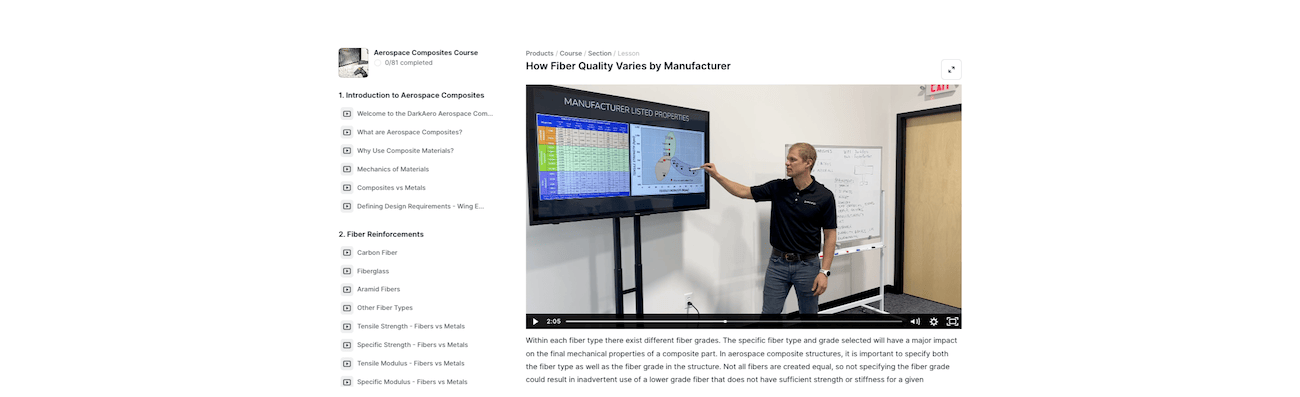 Aerospace Composites Course
0/81 completed
1. Introduction to Aerospace Composites
Welcome to the DarkAero Aerospace Com...
What are Aerospace Composites?
Why Use Composite Materials?
Mechanics of Materials
Composites vs Metals
Defining Design Requirements - Wing E...
2. Fiber Reinforcements
Carbon Fiber
Fiberglass
Aramid Fibers
Other Fiber Types
Tensile Strength - Fibers vs Metals
Specific Strength - Fibers vs Metals
Tensile Modulus - Fibers vs Metals
Specific Modulus - Fibers vs Metals
Products / Course / Section / Lesson
How Fiber Quality Varies by Manufacturer
MANUFACTURER LISTED PROPERTIES
EXIT
2:05
Within each fiber type there exist different fiber grades. The specific fiber type and grade selected will have a major impact
on the final mechanical properties of a composite part. In aerospace composite structures, it is important to specify both
the fiber type as well as the fiber grade in the structure. Not all fibers are created equal, so not specifying the fiber grade
could result in inadvertent use of a lower grade fiber that does not have sufficient strength or stiffness for a given